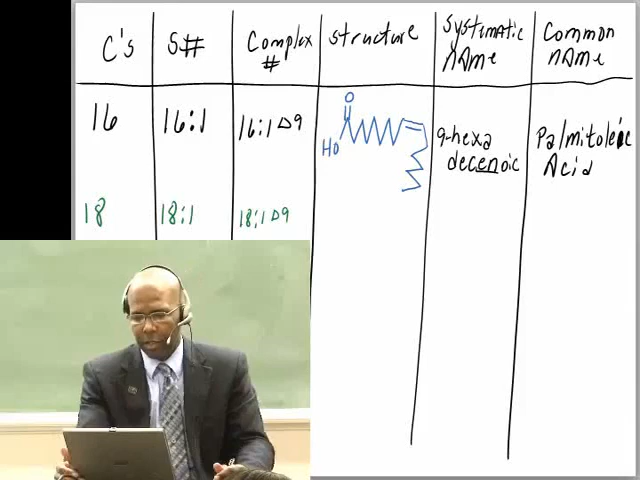 C's S# Complex # structure Systematic NAme Common NAme
16 16:1 16:1Δ9 O HO 9-hexa decenoic Palmitoleic Acid
18 18:1 18:1Δ9